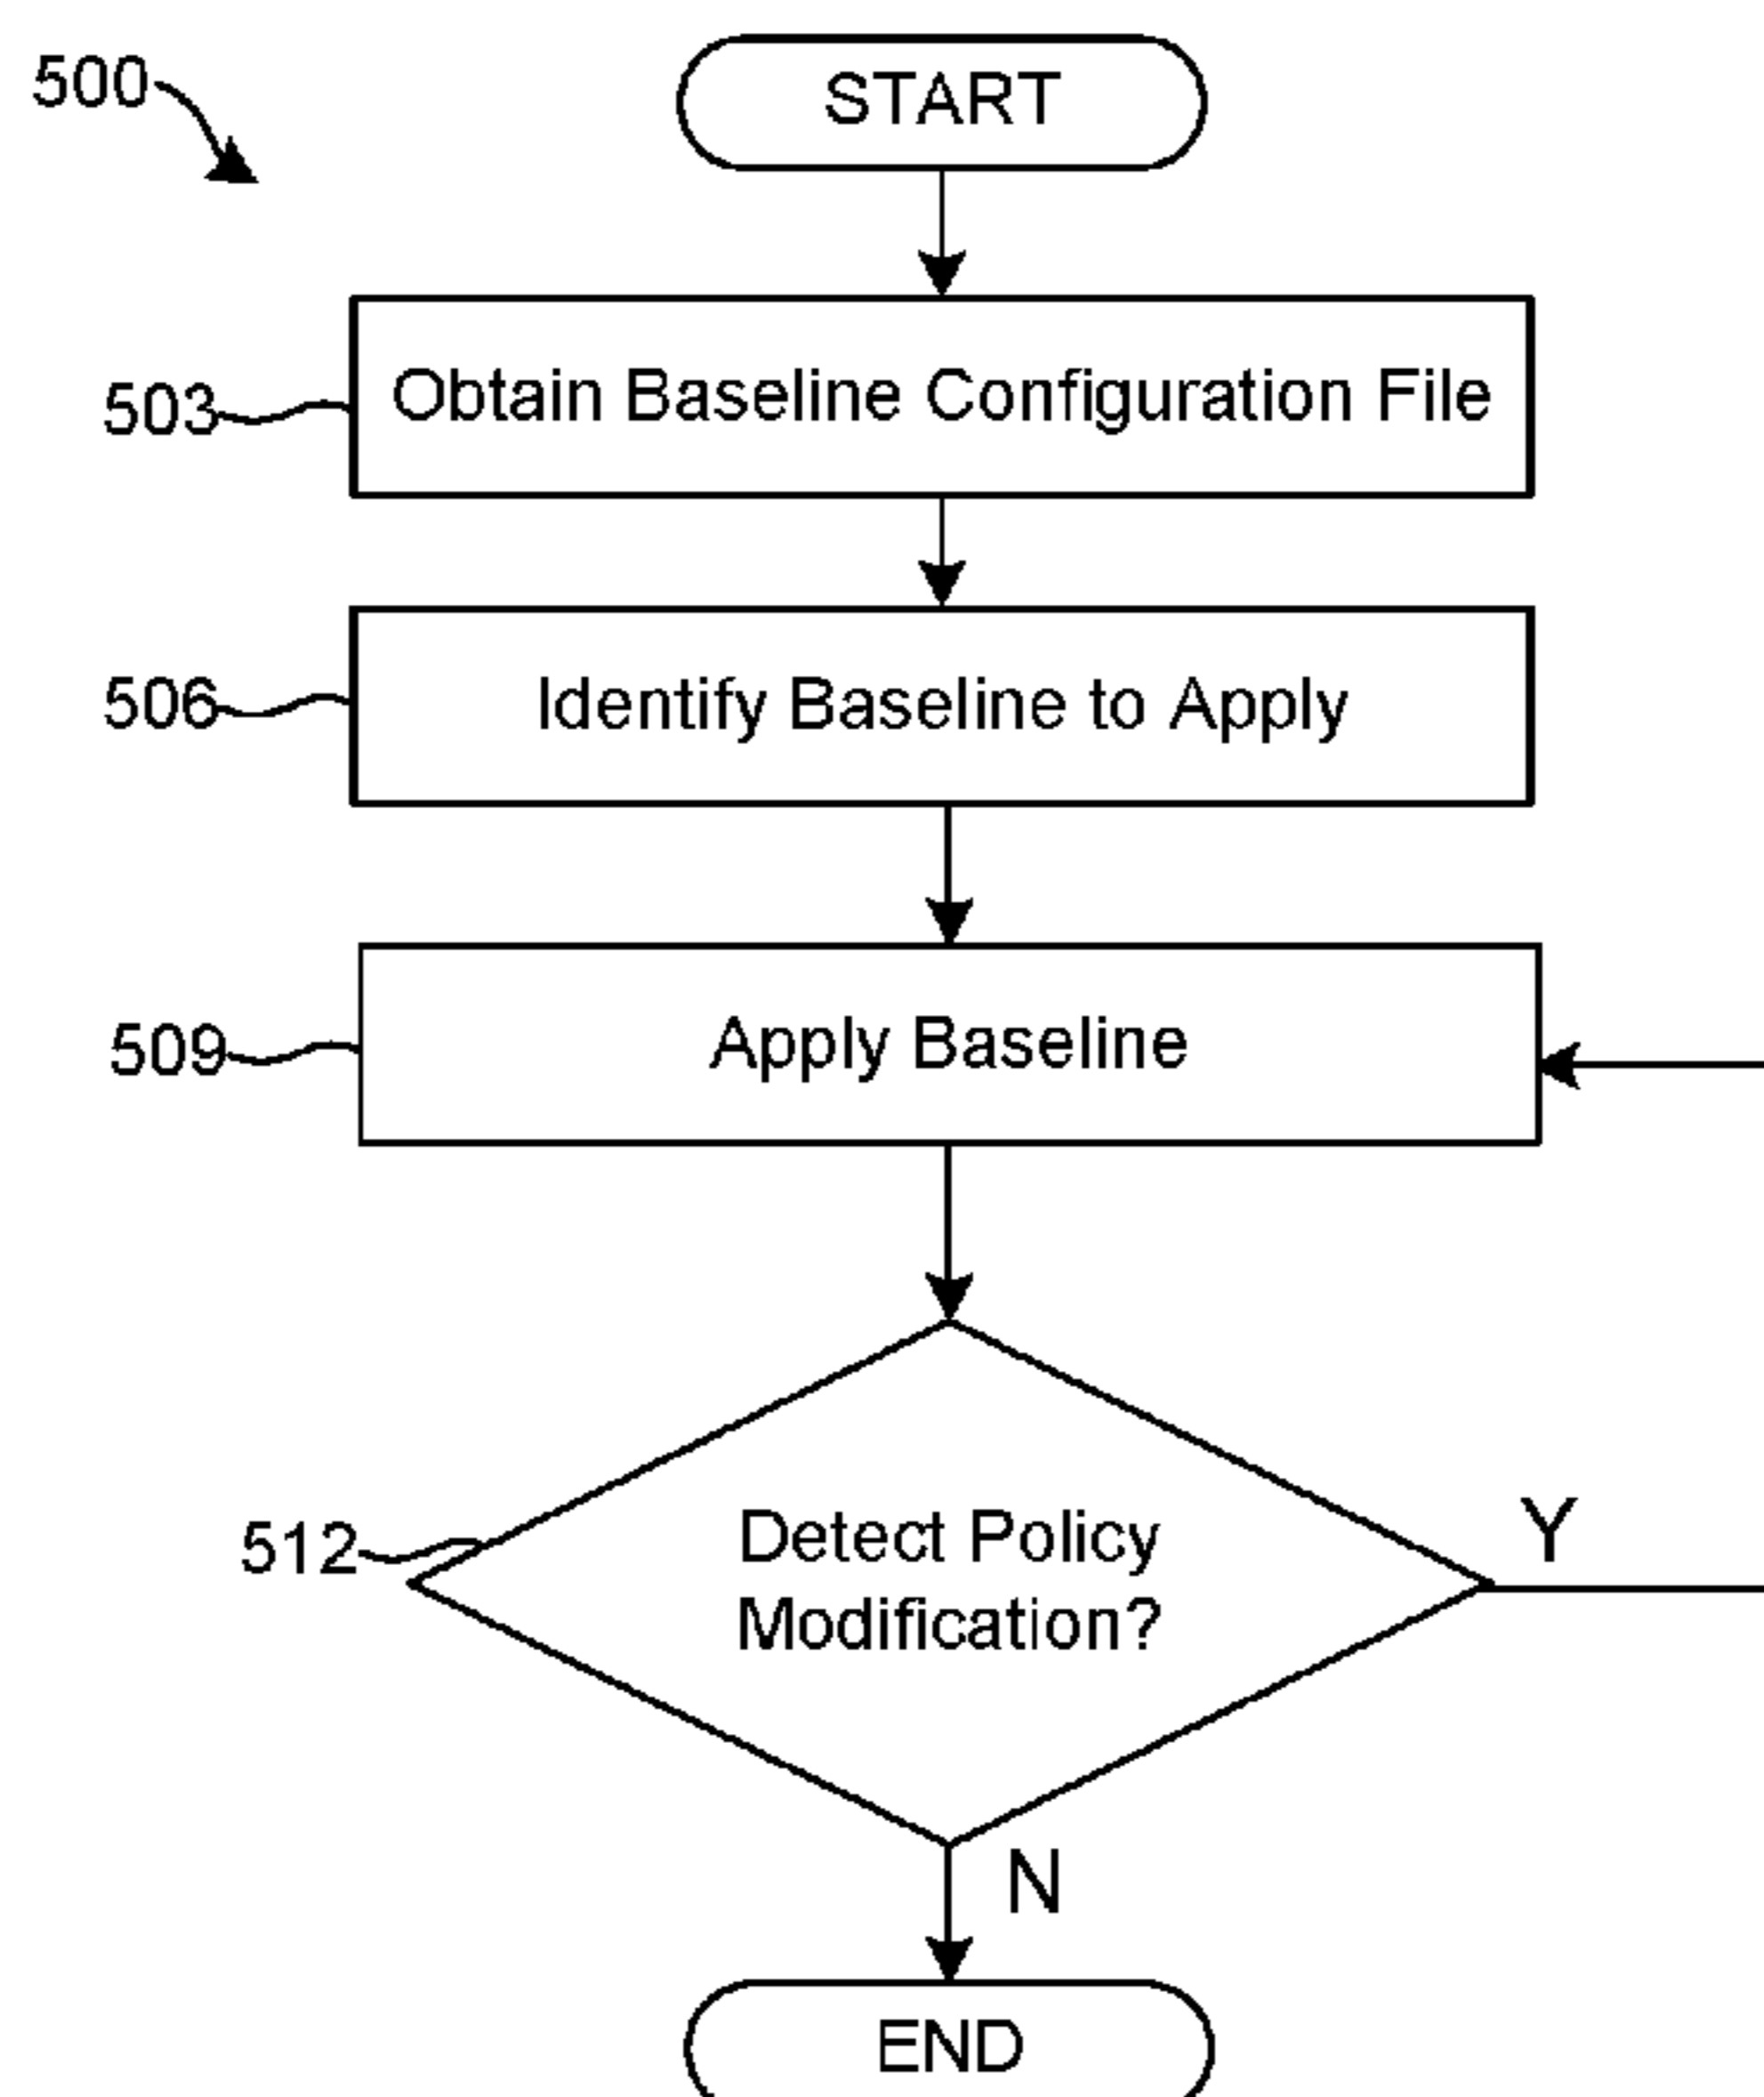 500
START
503
Obtain Baseline Configuration File
506
Identify Baseline to Apply
509
Apply Baseline
512
Detect Policy
Modification?
Y
N
END